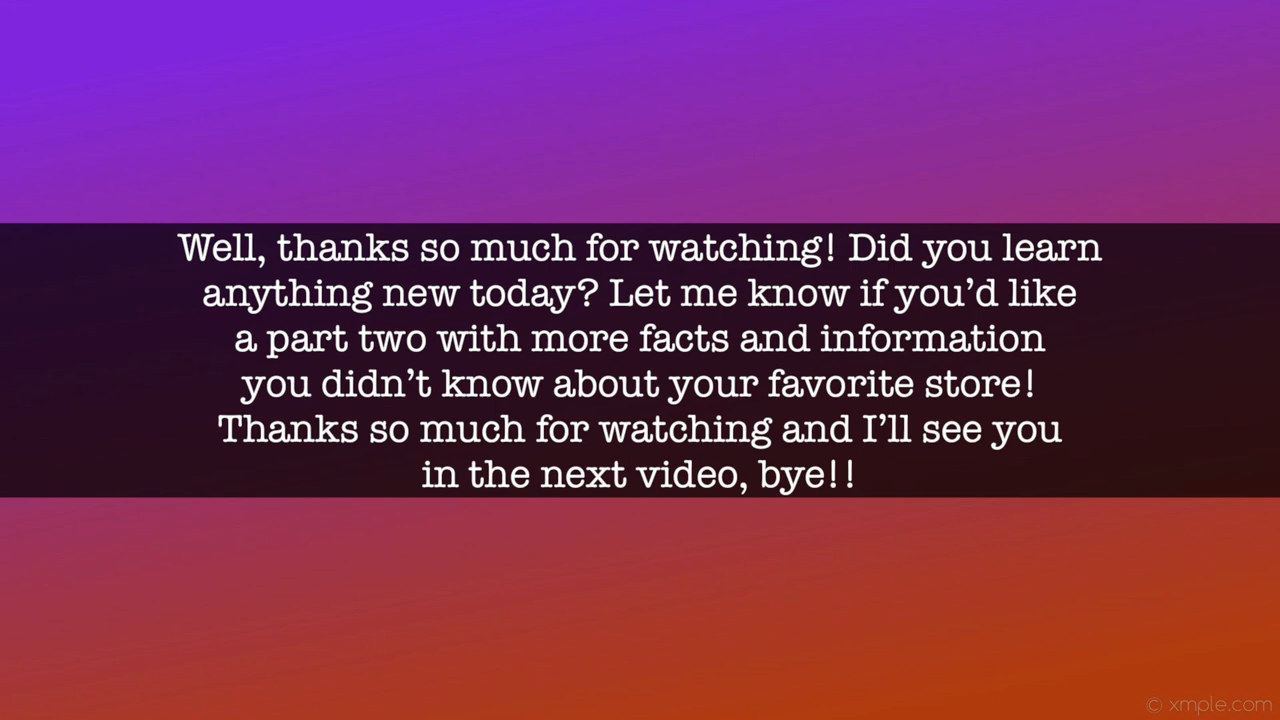 Well, thanks so much for watching! Did you learn
anything new today? Let me know if you’d like
a part two with more facts and information
you didn’t know about your favorite store!
Thanks so much for watching and I’ll see you
in the next video, bye!!
© xmple.com